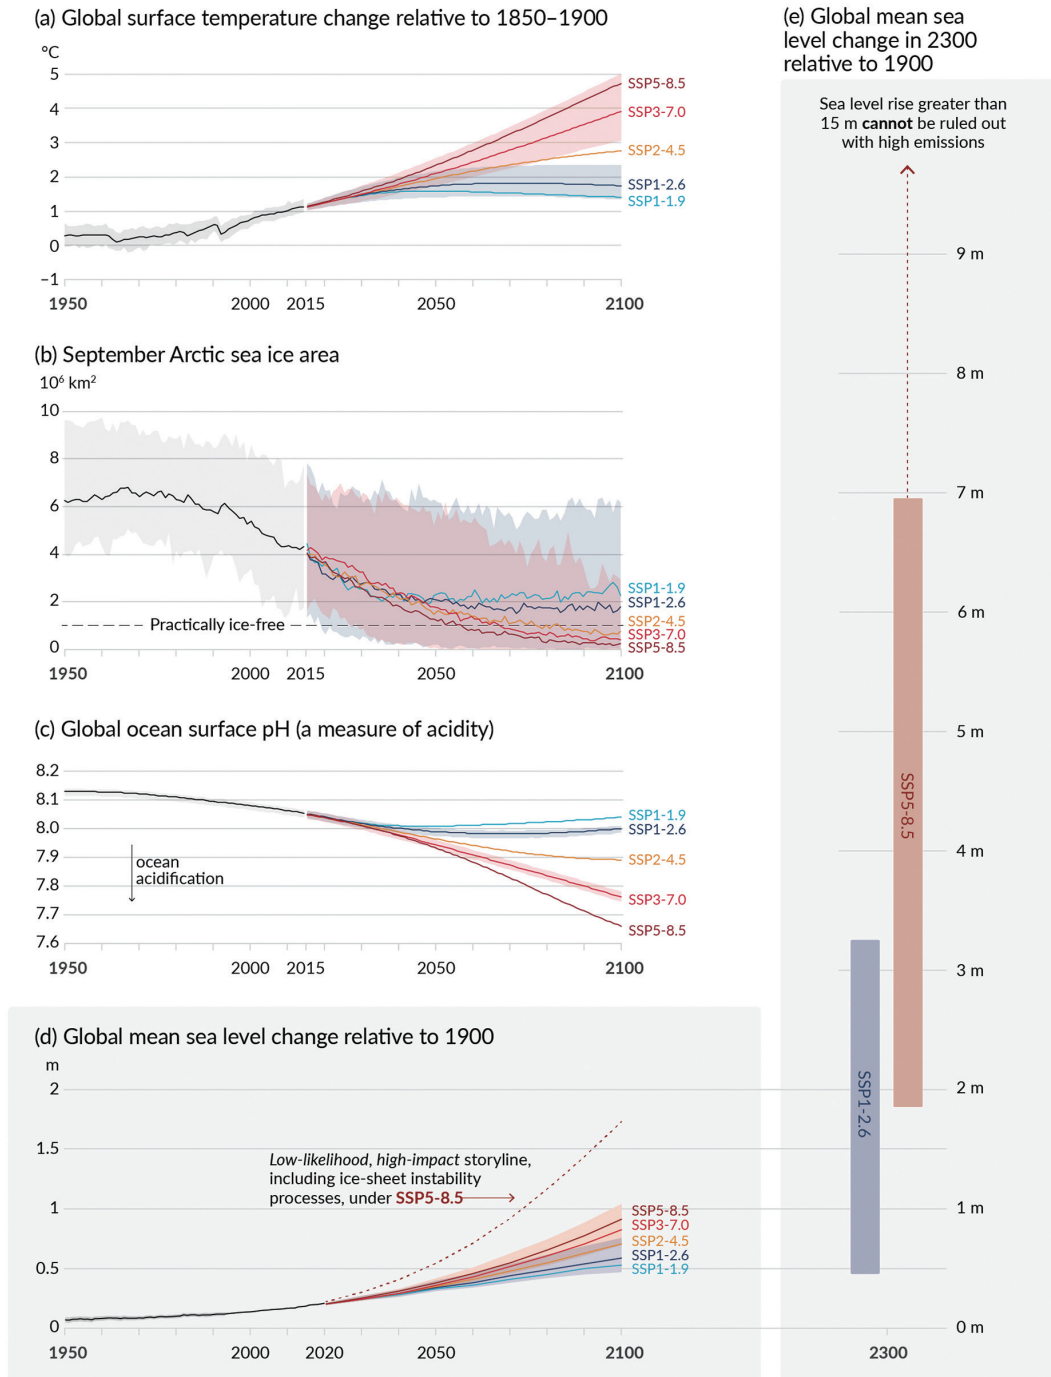 (a) Global surface temperature change relative to 1850–1900
°C
5
4
3
2
1
0
−1
SSP5-8.5
SSP3-7.0
SSP2-4.5
SSP1-2.6
SSP1-1.9
1950 2000 2015 2050 2100
(b) September Arctic sea ice area
10⁶ km²
10
8
6
4
2
0
Practically ice-free
SSP1-1.9
SSP1-2.6
SSP2-4.5
SSP3-7.0
SSP5-8.5
1950 2000 2015 2050 2100
(c) Global ocean surface pH (a measure of acidity)
8.2
8.1
8.0
7.9
7.8
7.7
7.6
ocean
acidification
SSP1-1.9
SSP1-2.6
SSP2-4.5
SSP3-7.0
SSP5-8.5
1950 2000 2015 2050 2100
(d) Global mean sea level change relative to 1900
m
2
1.5
1
0.5
0
Low-likelihood, high-impact storyline,
including ice-sheet instability
processes, under SSP5-8.5
SSP5-8.5
SSP3-7.0
SSP2-4.5
SSP1-2.6
SSP1-1.9
1950 2000 2020 2050 2100
(e) Global mean sea
level change in 2300
relative to 1900
Sea level rise greater than
15 m cannot be ruled out
with high emissions
9 m
8 m
7 m
6 m
5 m
4 m
3 m
2 m
1 m
0 m
SSP5-8.5
SSP1-2.6
2300